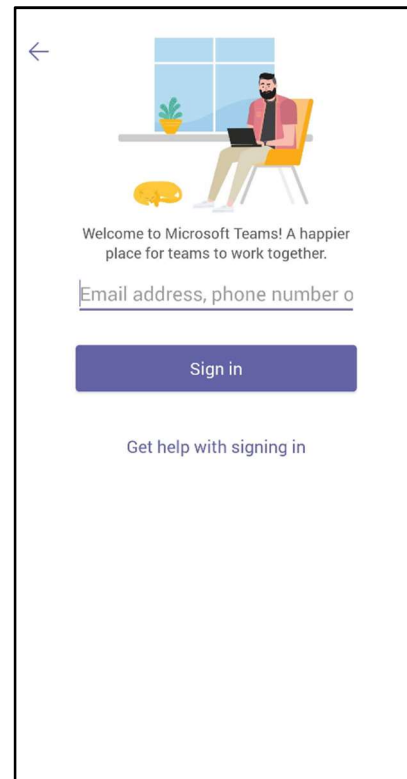 Welcome to Microsoft Teams! A happier
place for teams to work together.
Email address, phone number o
Sign in
Get help with signing in